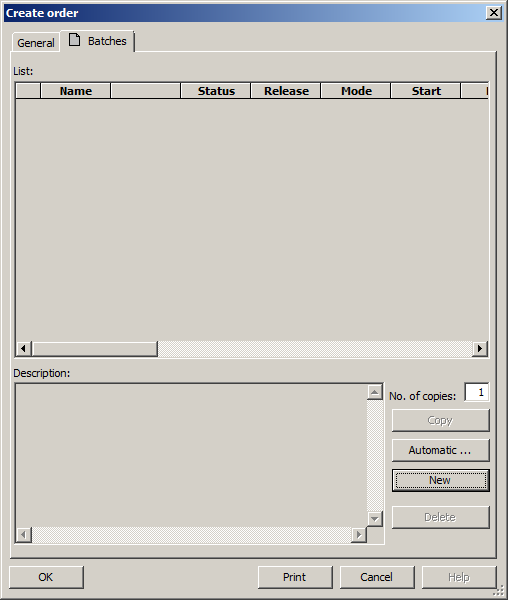 Create order
General Batches
List:
Name Status Release Mode Start
Description:
No. of copies: 1
Copy
Automatic ...
New
Delete
OK Print Cancel Help